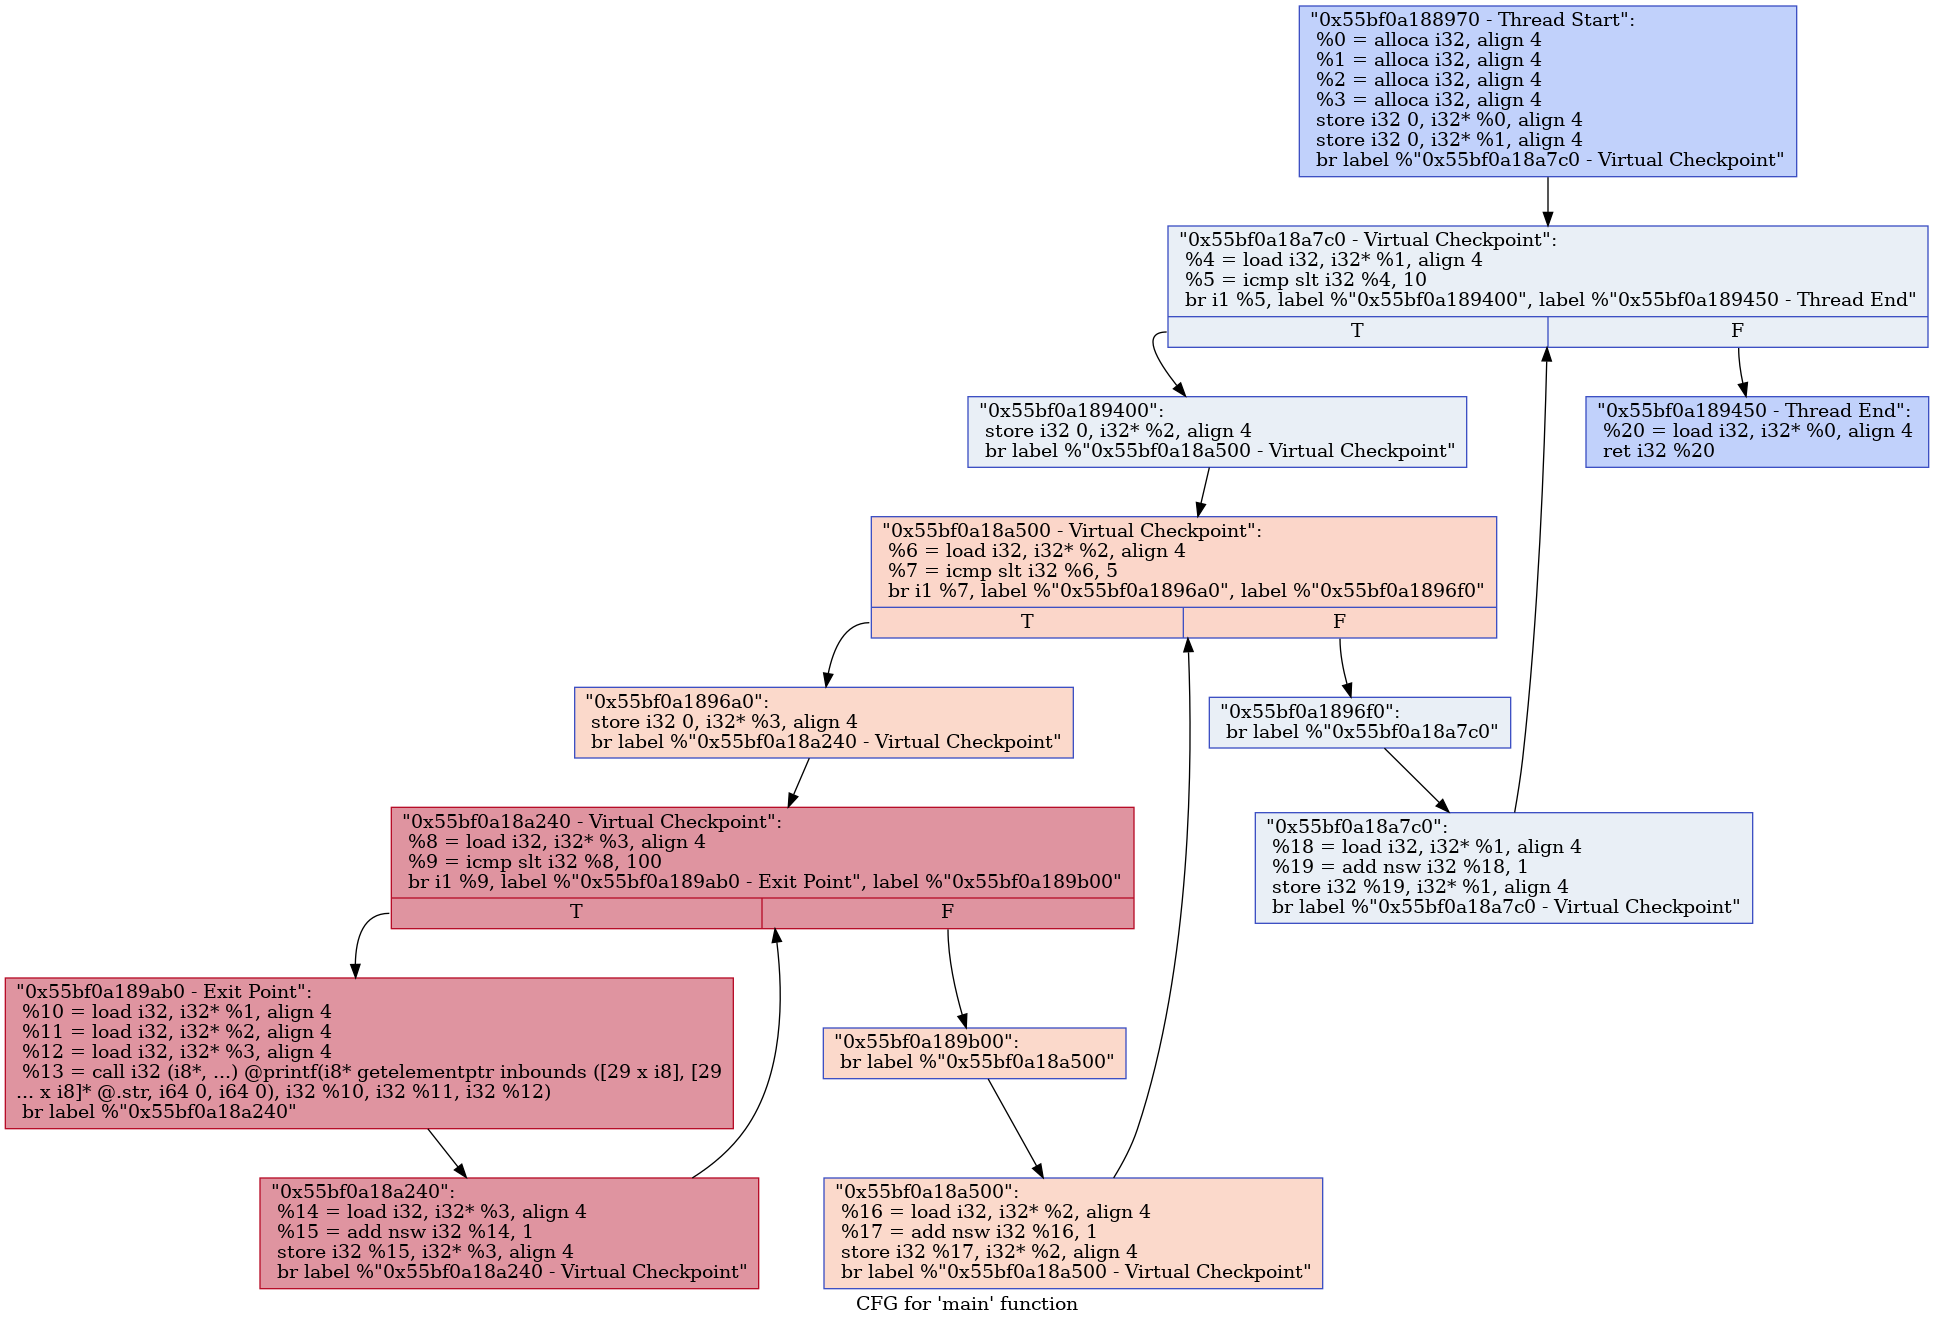 "0x55bf0a188970 - Thread Start":
%0 = alloca i32, align 4
%1 = alloca i32, align 4
%2 = alloca i32, align 4
%3 = alloca i32, align 4
store i32 0, i32* %0, align 4
store i32 0, i32* %1, align 4
br label %"0x55bf0a18a7c0 - Virtual Checkpoint"
"0x55bf0a18a7c0 - Virtual Checkpoint":
%4 = load i32, i32* %1, align 4
%5 = icmp slt i32 %4, 10
br i1 %5, label %"0x55bf0a189400", label %"0x55bf0a189450 - Thread End"
T
F
"0x55bf0a189400":
store i32 0, i32* %2, align 4
br label %"0x55bf0a18a500 - Virtual Checkpoint"
"0x55bf0a189450 - Thread End":
%20 = load i32, i32* %0, align 4
ret i32 %20
"0x55bf0a18a500 - Virtual Checkpoint":
%6 = load i32, i32* %2, align 4
%7 = icmp slt i32 %6, 5
br i1 %7, label %"0x55bf0a1896a0", label %"0x55bf0a1896f0"
T
F
"0x55bf0a1896a0":
store i32 0, i32* %3, align 4
br label %"0x55bf0a18a240 - Virtual Checkpoint"
"0x55bf0a1896f0":
br label %"0x55bf0a18a7c0"
"0x55bf0a18a240 - Virtual Checkpoint":
%8 = load i32, i32* %3, align 4
%9 = icmp slt i32 %8, 100
br i1 %9, label %"0x55bf0a189ab0 - Exit Point", label %"0x55bf0a189b00"
T
F
"0x55bf0a18a7c0":
%18 = load i32, i32* %1, align 4
%19 = add nsw i32 %18, 1
store i32 %19, i32* %1, align 4
br label %"0x55bf0a18a7c0 - Virtual Checkpoint"
"0x55bf0a189ab0 - Exit Point":
%10 = load i32, i32* %1, align 4
%11 = load i32, i32* %2, align 4
%12 = load i32, i32* %3, align 4
%13 = call i32 (i8*, ...) @printf(i8* getelementptr inbounds ([29 x i8], [29
... x i8]* @.str, i64 0, i64 0), i32 %10, i32 %11, i32 %12)
br label %"0x55bf0a18a240"
"0x55bf0a189b00":
br label %"0x55bf0a18a500"
"0x55bf0a18a240":
%14 = load i32, i32* %3, align 4
%15 = add nsw i32 %14, 1
store i32 %15, i32* %3, align 4
br label %"0x55bf0a18a240 - Virtual Checkpoint"
"0x55bf0a18a500":
%16 = load i32, i32* %2, align 4
%17 = add nsw i32 %16, 1
store i32 %17, i32* %2, align 4
br label %"0x55bf0a18a500 - Virtual Checkpoint"
CFG for 'main' function